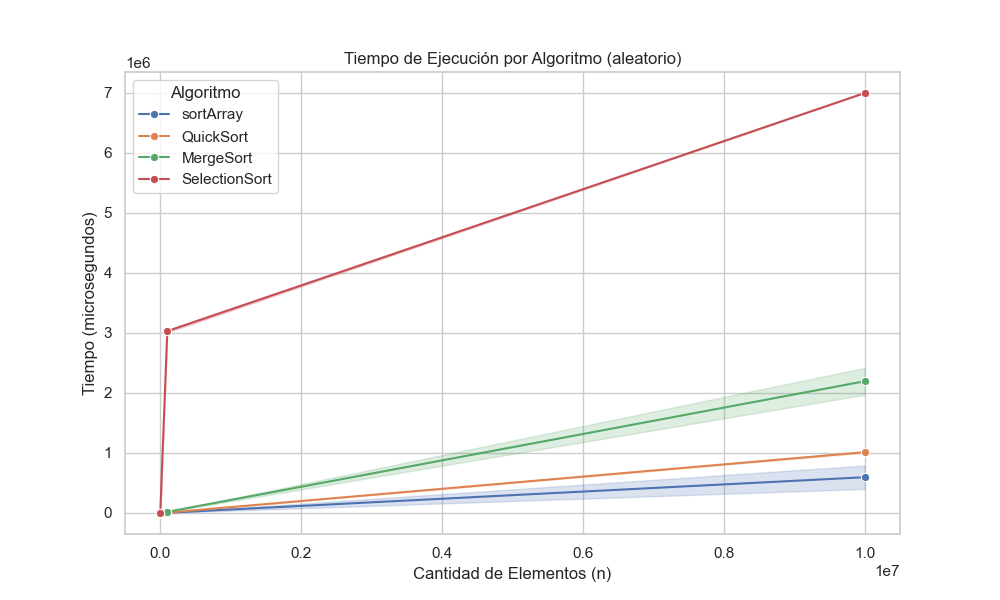 Tiempo de Ejecución por Algoritmo (aleatorio)
1e6
7
6
5
4
3
2
1
0
Tiempo (microsegundos)
Algoritmo
sortArray
QuickSort
MergeSort
SelectionSort
0.0
0.2
0.4
0.6
0.8
1.0
1e7
Cantidad de Elementos (n)